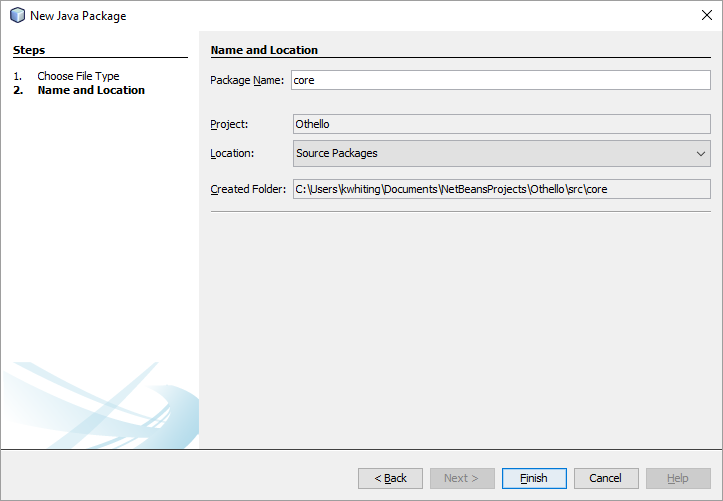 New Java Package
Steps
1. Choose File Type
2. Name and Location
Name and Location
Package Name: core
Project: Othello
Location: Source Packages
Created Folder: C:\Users\kwhiting\Documents\NetBeansProjects\Othello\src\core
< Back Next > Finish Cancel Help